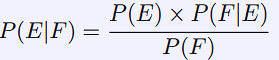 P(E|F) = P(E) × P(F|E) / P(F)